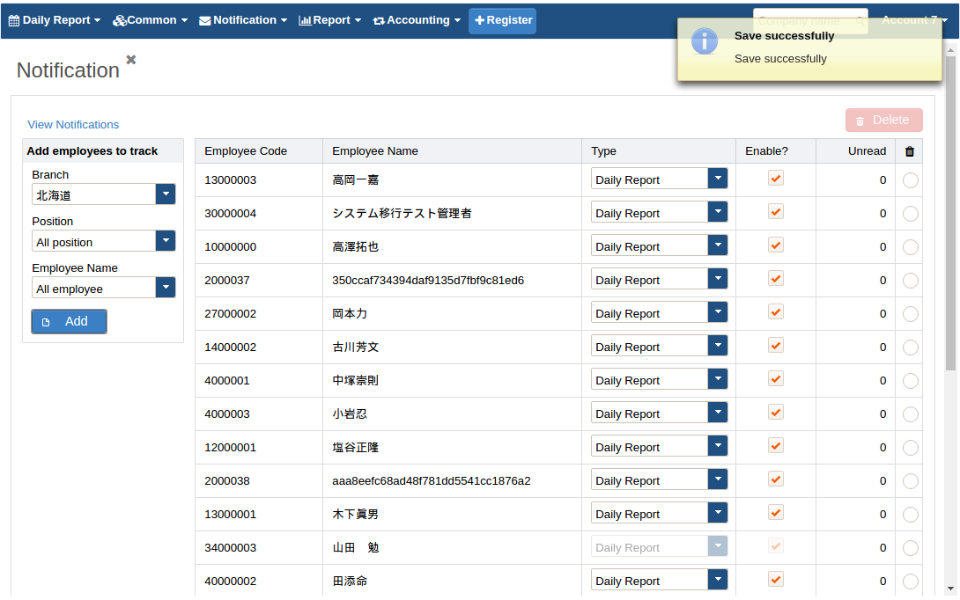 Daily Report Common Notification Report Accounting Register Account 7
Save successfully
Save successfully
Notification
View Notifications
Delete
Add employees to track
Branch
北海道
Position
All position
Employee Name
All employee
Add
Employee Code Employee Name Type Enable? Unread
13000003 高岡一嘉 Daily Report 0
30000004 システム移行テスト管理者 Daily Report 0
10000000 高澤拓也 Daily Report 0
2000037 350ccaf734394daf9135d7fbf9c81ed6 Daily Report 0
27000002 岡本力 Daily Report 0
14000002 古川芳文 Daily Report 0
4000001 中塚崇則 Daily Report 0
4000003 小岩忍 Daily Report 0
12000001 塩谷正隆 Daily Report 0
2000038 aaa8eefc68ad48f781dd5541cc1876a2 Daily Report 0
13000001 木下眞男 Daily Report 0
34000003 山田　勉 Daily Report 0
40000002 田添命 Daily Report 0